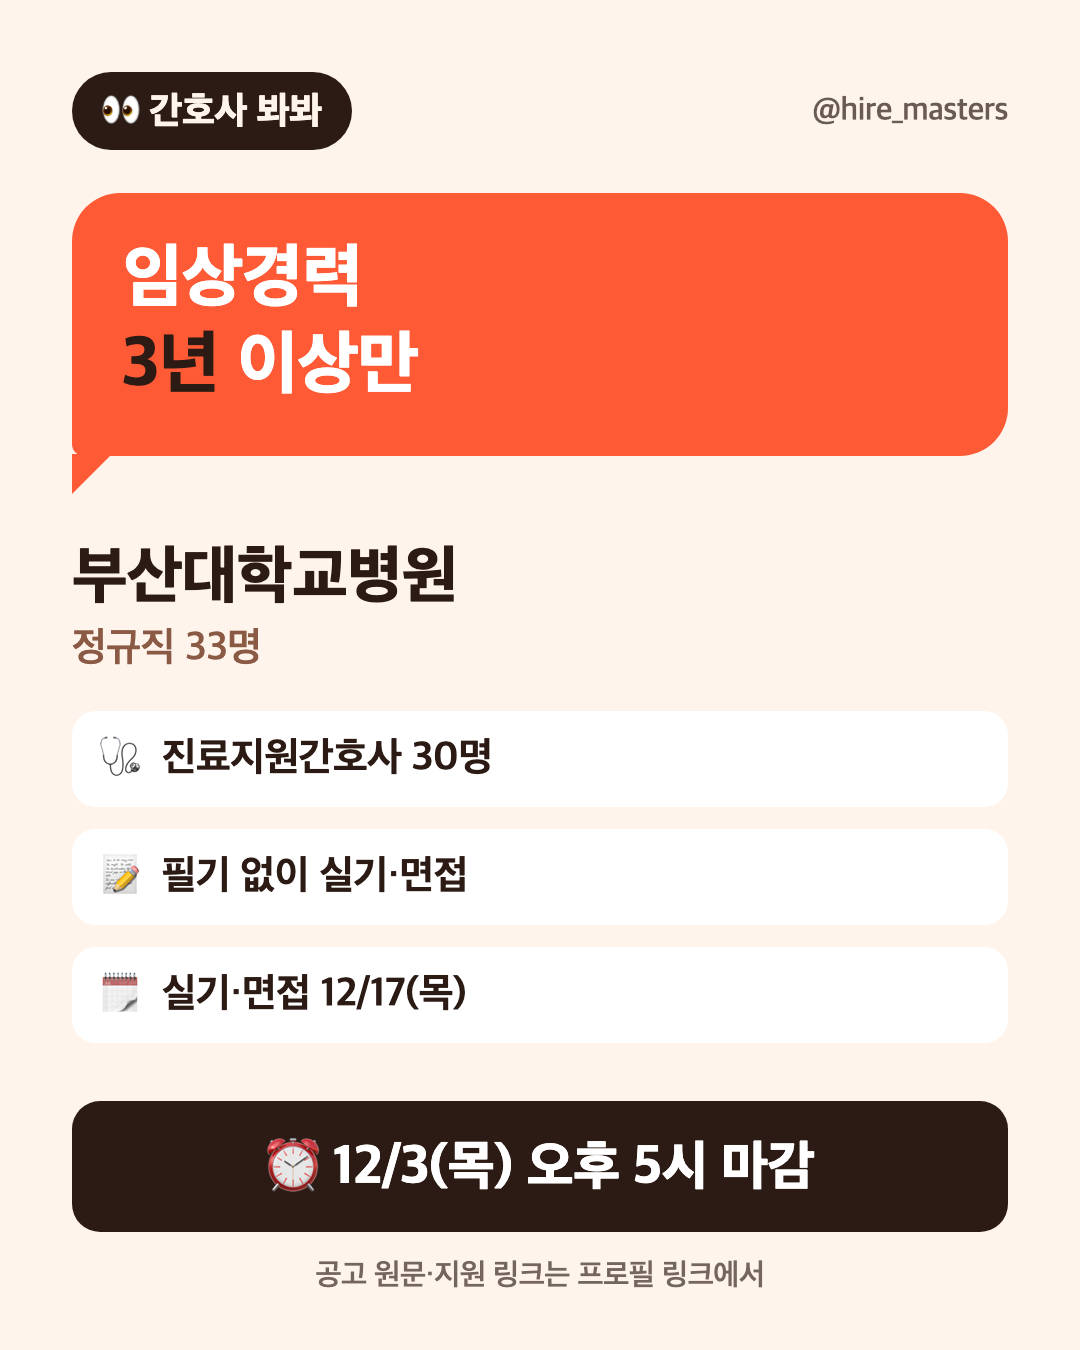 👀 간호사 봐봐
@hire_masters
임상경력
3년 이상만
부산대학교병원
정규직 33명
🩺 진료지원간호사 30명
📝 필기 없이 실기·면접
🗓️ 실기·면접 12/17(목)
⏰ 12/3(목) 오후 5시 마감
공고 원문·지원 링크는 프로필 링크에서